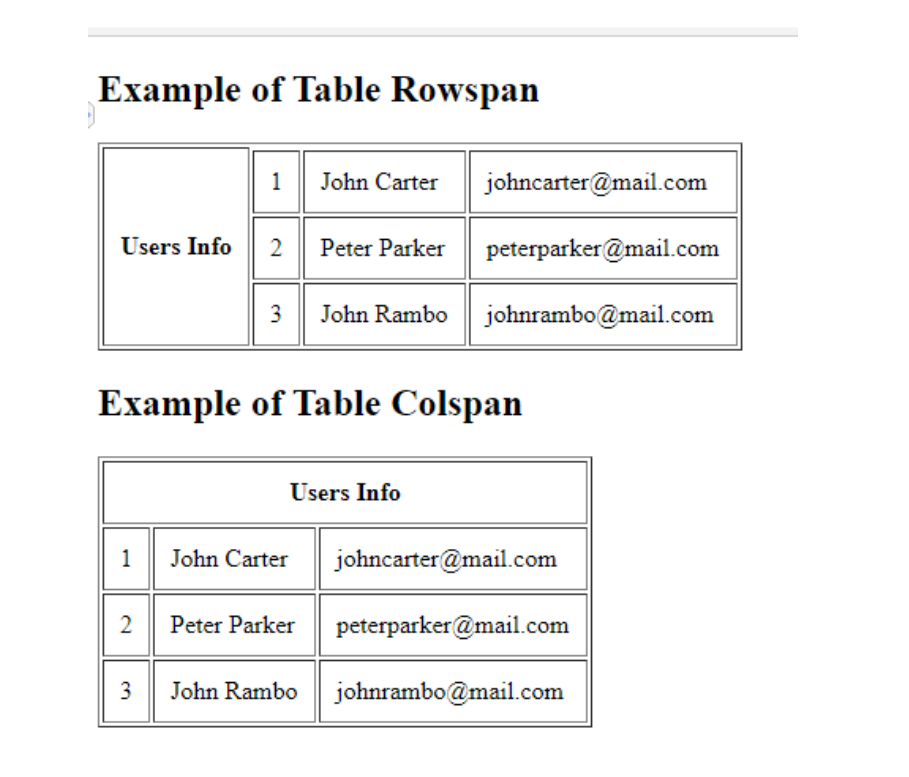 Example of Table Rowspan
Users Info
1 John Carter johncarter@mail.com
2 Peter Parker peterparker@mail.com
3 John Rambo johnrambo@mail.com
Example of Table Colspan
Users Info
1 John Carter johncarter@mail.com
2 Peter Parker peterparker@mail.com
3 John Rambo johnrambo@mail.com